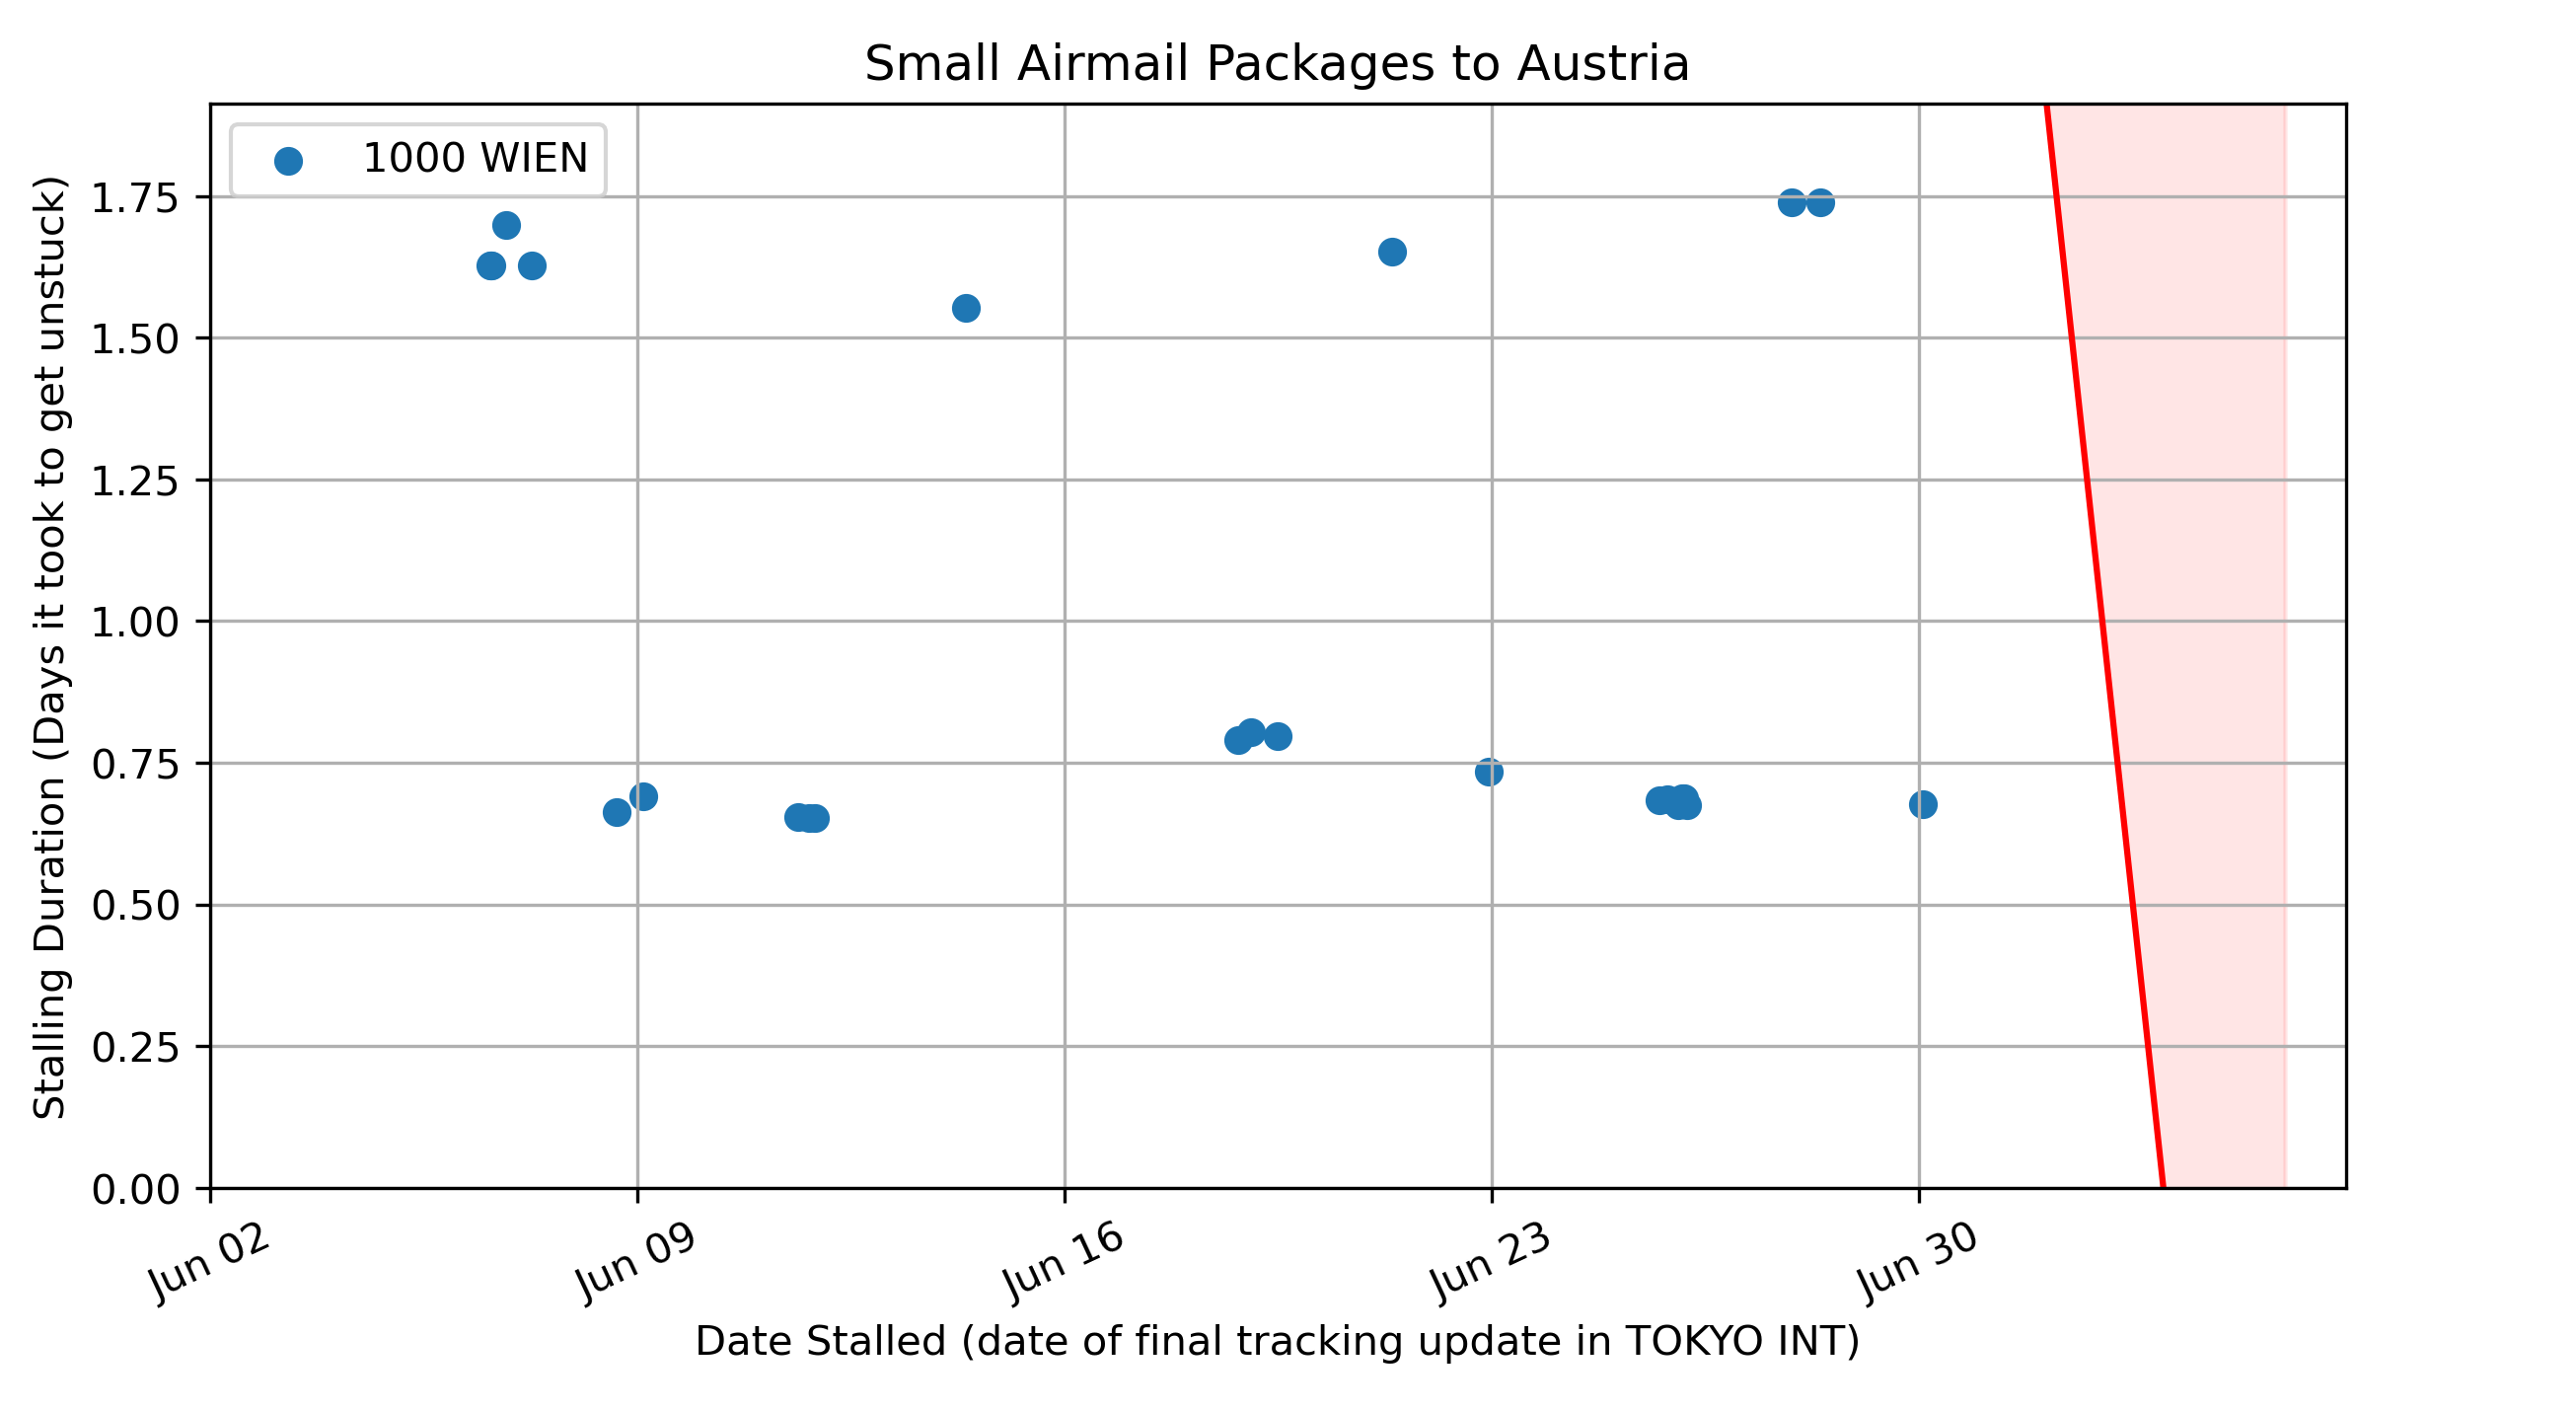 Small Airmail Packages to Austria
1000 WIEN
Stalling Duration (Days it took to get unstuck)
1.75
1.50
1.25
1.00
0.75
0.50
0.25
0.00
Jun 02
Jun 09
Jun 16
Jun 23
Jun 30
Date Stalled (date of final tracking update in TOKYO INT)